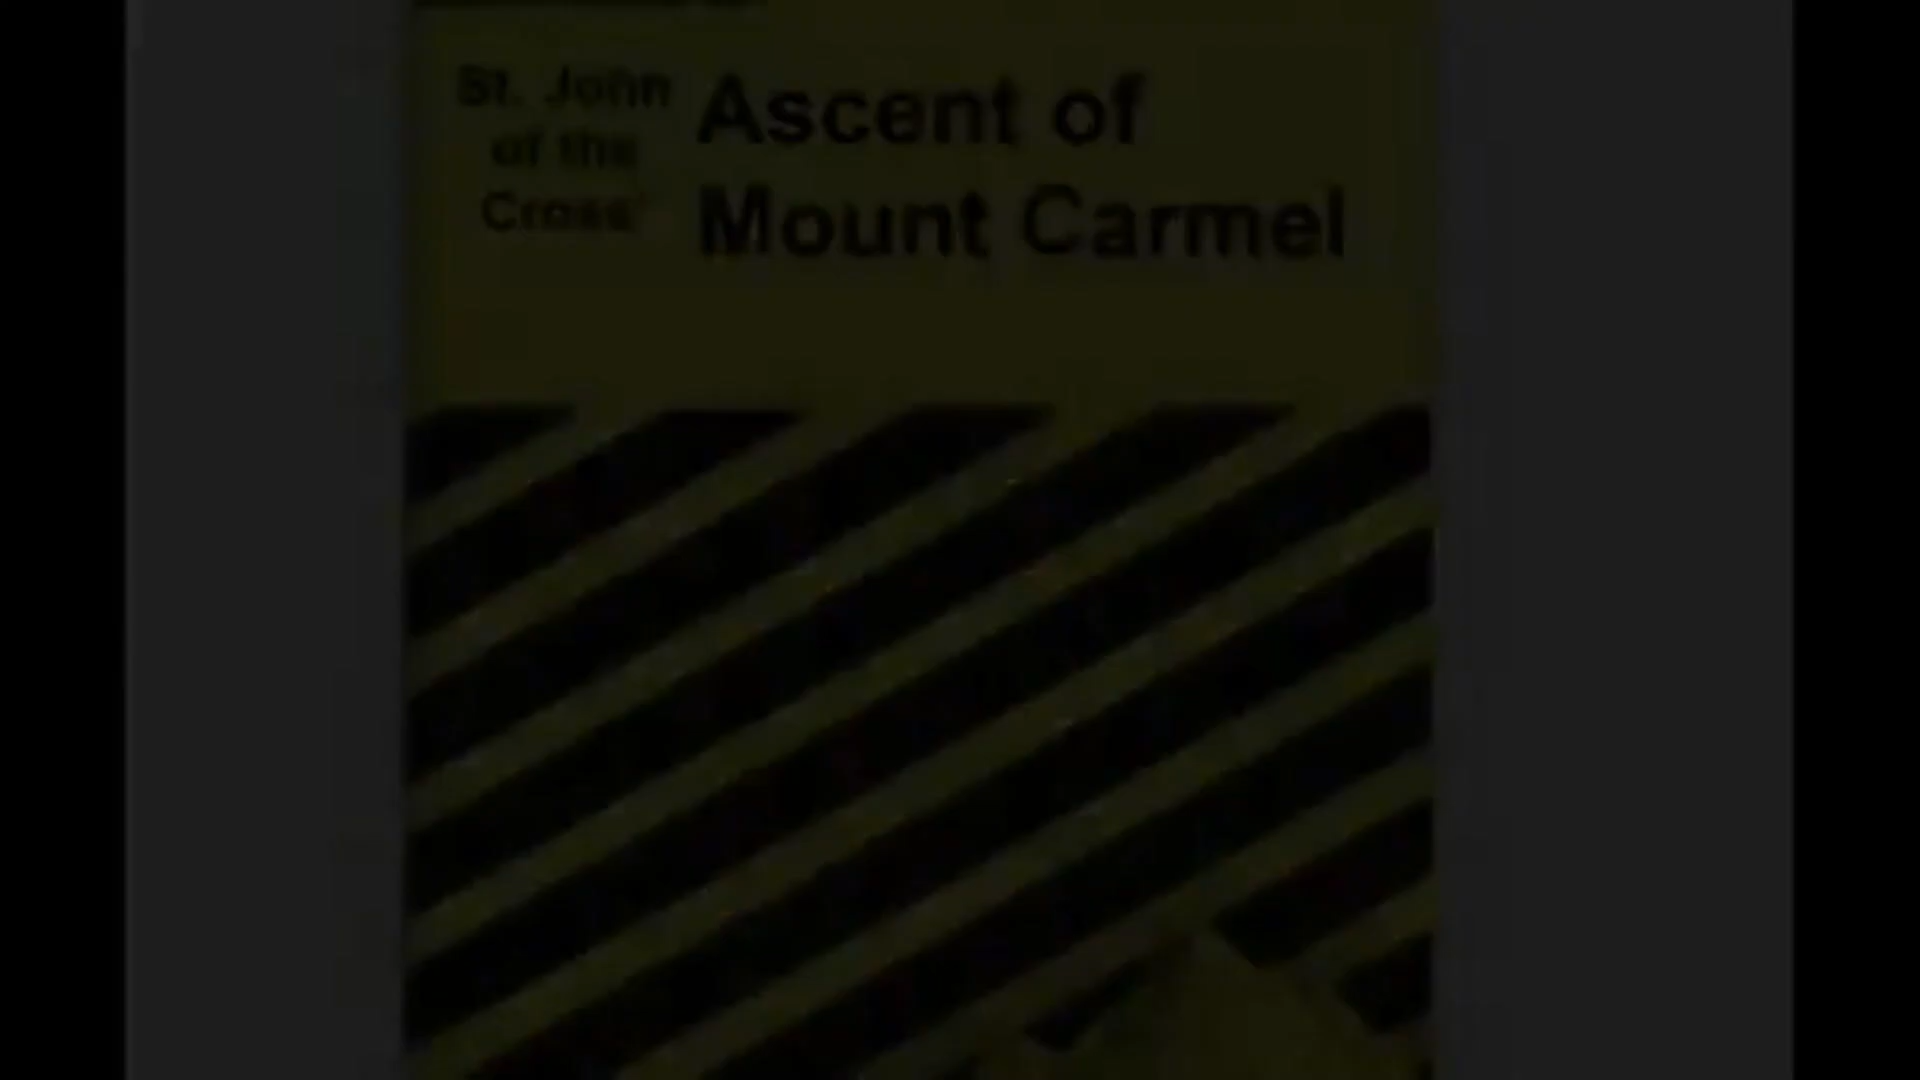 St. John
of the
Cross'
Ascent of
Mount Carmel